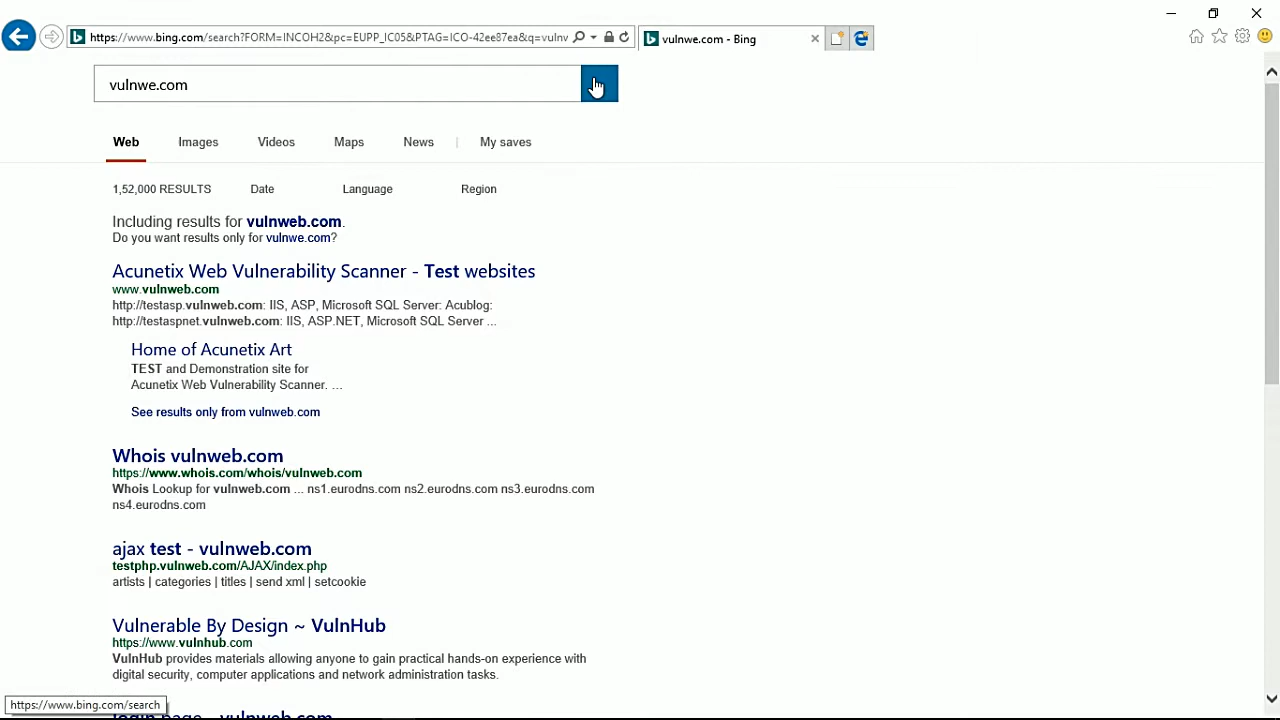 https://www.bing.com/search?FORM=INCOH2&pc=EUPP_IC05&PTAG=ICO-42ee87ea&q=vulnv
vulnwe.com - Bing
vulnwe.com
Web Images Videos Maps News | My saves
1,52,000 RESULTS Date Language Region
Including results for vulnweb.com.
Do you want results only for vulnwe.com?
Acunetix Web Vulnerability Scanner - Test websites
www.vulnweb.com
http://testasp.vulnweb.com: IIS, ASP, Microsoft SQL Server: Acublog:
http://testaspnet.vulnweb.com: IIS, ASP.NET, Microsoft SQL Server ...
Home of Acunetix Art
TEST and Demonstration site for
Acunetix Web Vulnerability Scanner. ...
See results only from vulnweb.com
Whois vulnweb.com
https://www.whois.com/whois/vulnweb.com
Whois Lookup for vulnweb.com ... ns1.eurodns.com ns2.eurodns.com ns3.eurodns.com
ns4.eurodns.com
ajax test - vulnweb.com
testphp.vulnweb.com/AJAX/index.php
artists | categories | titles | send xml | setcookie
Vulnerable By Design ~ VulnHub
https://www.vulnhub.com
VulnHub provides materials allowing anyone to gain practical hands-on experience with
digital security, computer applications and network administration tasks.
https://www.bing.com/search
login page - vulnweb.com